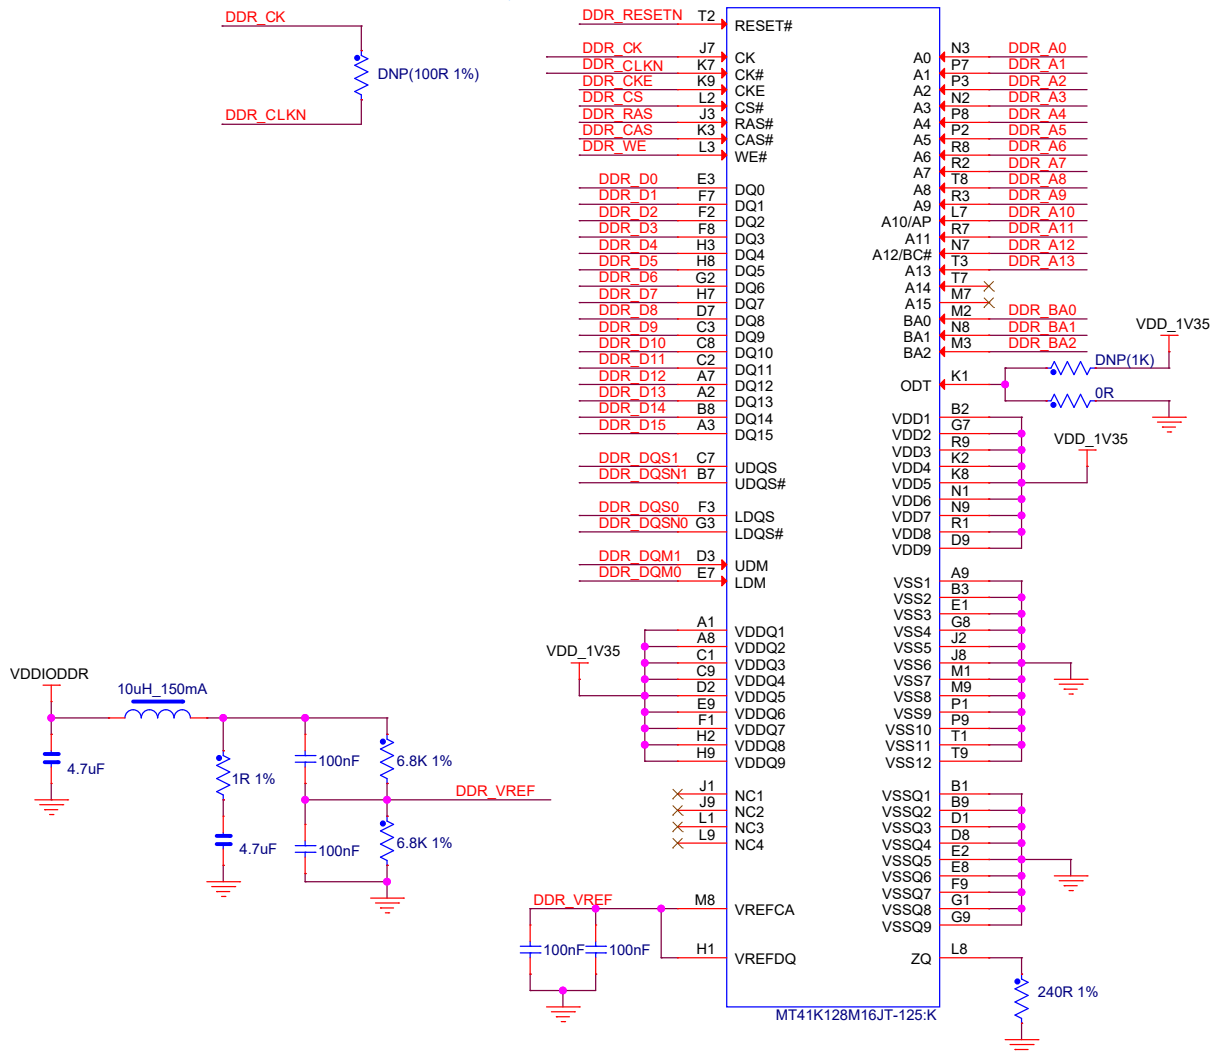 DDR_CK
DNP(100R 1%)
DDR_CLKN
DDR_RESETN T2 RESET#
DDR_CK J7 CK
DDR_CLKN K7 CK#
DDR_CKE K9 CKE
DDR_CS L2 CS#
DDR_RAS J3 RAS#
DDR_CAS K3 CAS#
DDR_WE L3 WE#
DDR_D0 E3 DQ0
DDR_D1 F7 DQ1
DDR_D2 F2 DQ2
DDR_D3 F8 DQ3
DDR_D4 H3 DQ4
DDR_D5 H8 DQ5
DDR_D6 G2 DQ6
DDR_D7 H7 DQ7
DDR_D8 D7 DQ8
DDR_D9 C3 DQ9
DDR_D10 C8 DQ10
DDR_D11 C2 DQ11
DDR_D12 A7 DQ12
DDR_D13 A2 DQ13
DDR_D14 B8 DQ14
DDR_D15 A3 DQ15
DDR_DQS1 C7 UDQS
DDR_DQSN1 B7 UDQS#
DDR_DQS0 F3 LDQS
DDR_DQSN0 G3 LDQS#
DDR_DQM1 D3 UDM
DDR_DQM0 E7 LDM
VDD_1V35
A1 VDDQ1
A8 VDDQ2
C1 VDDQ3
C9 VDDQ4
D2 VDDQ5
E9 VDDQ6
F1 VDDQ7
H2 VDDQ8
H9 VDDQ9
J1 NC1
J9 NC2
L1 NC3
L9 NC4
DDR_VREF M8 VREFCA
100nF 100nF H1 VREFDQ
A0 N3 DDR_A0
A1 P7 DDR_A1
A2 P3 DDR_A2
A3 N2 DDR_A3
A4 P8 DDR_A4
A5 P2 DDR_A5
A6 R8 DDR_A6
A7 R2 DDR_A7
A8 T8 DDR_A8
A9 R3 DDR_A9
A10/AP L7 DDR_A10
A11 R7 DDR_A11
A12/BC# N7 DDR_A12
A13 T3 DDR_A13
A14 T7
A15 M7
BA0 M2 DDR_BA0
BA1 N8 DDR_BA1
BA2 M3 DDR_BA2
VDD_1V35
DNP(1K)
ODT K1
0R
VDD1 B2
VDD2 G7
VDD3 R9
VDD4 K2
VDD5 K8
VDD6 N1
VDD7 N9
VDD8 R1
VDD9 D9
VDD_1V35
VSS1 A9
VSS2 B3
VSS3 E1
VSS4 G8
VSS5 J2
VSS6 J8
VSS7 M1
VSS8 M9
VSS9 P1
VSS10 P9
VSS11 T1
VSS12 T9
VSSQ1 B1
VSSQ2 B9
VSSQ3 D1
VSSQ4 D8
VSSQ5 E2
VSSQ6 E8
VSSQ7 F9
VSSQ8 G1
VSSQ9 G9
ZQ L8
240R 1%
MT41K128M16JT-125:K
VDDIODDR
10uH_150mA
4.7uF
1R 1%
4.7uF
100nF
6.8K 1%
DDR_VREF
100nF
6.8K 1%